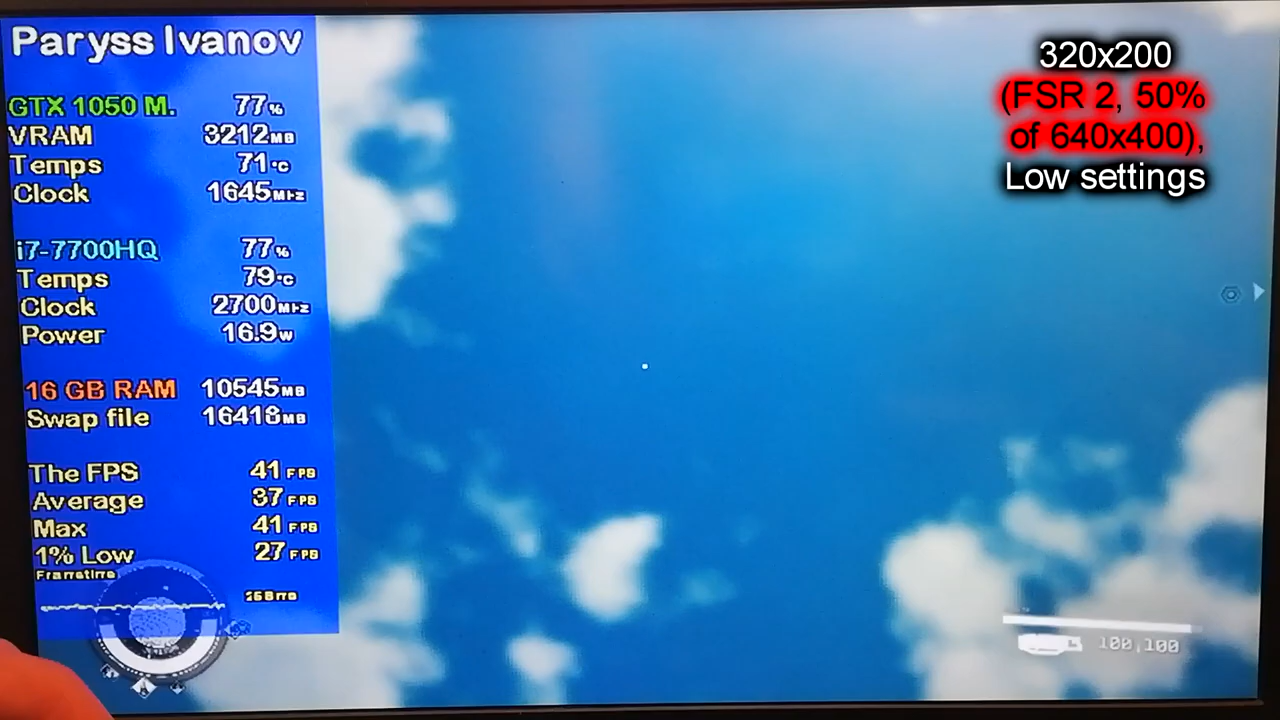 Paryss Ivanov
GTX 1050 M. 77%
VRAM 3212MB
Temps 71°C
Clock 1645MHz
i7-7700HQ 77%
Temps 79°C
Clock 2700MHz
Power 16.9W
16 GB RAM 10545MB
Swap file 16418MB
The FPS 41 FPS
Average 37 FPS
Max 41 FPS
1% Low 27 FPS
Frametime
320x200
(FSR 2, 50%
of 640x400),
Low settings
100,100